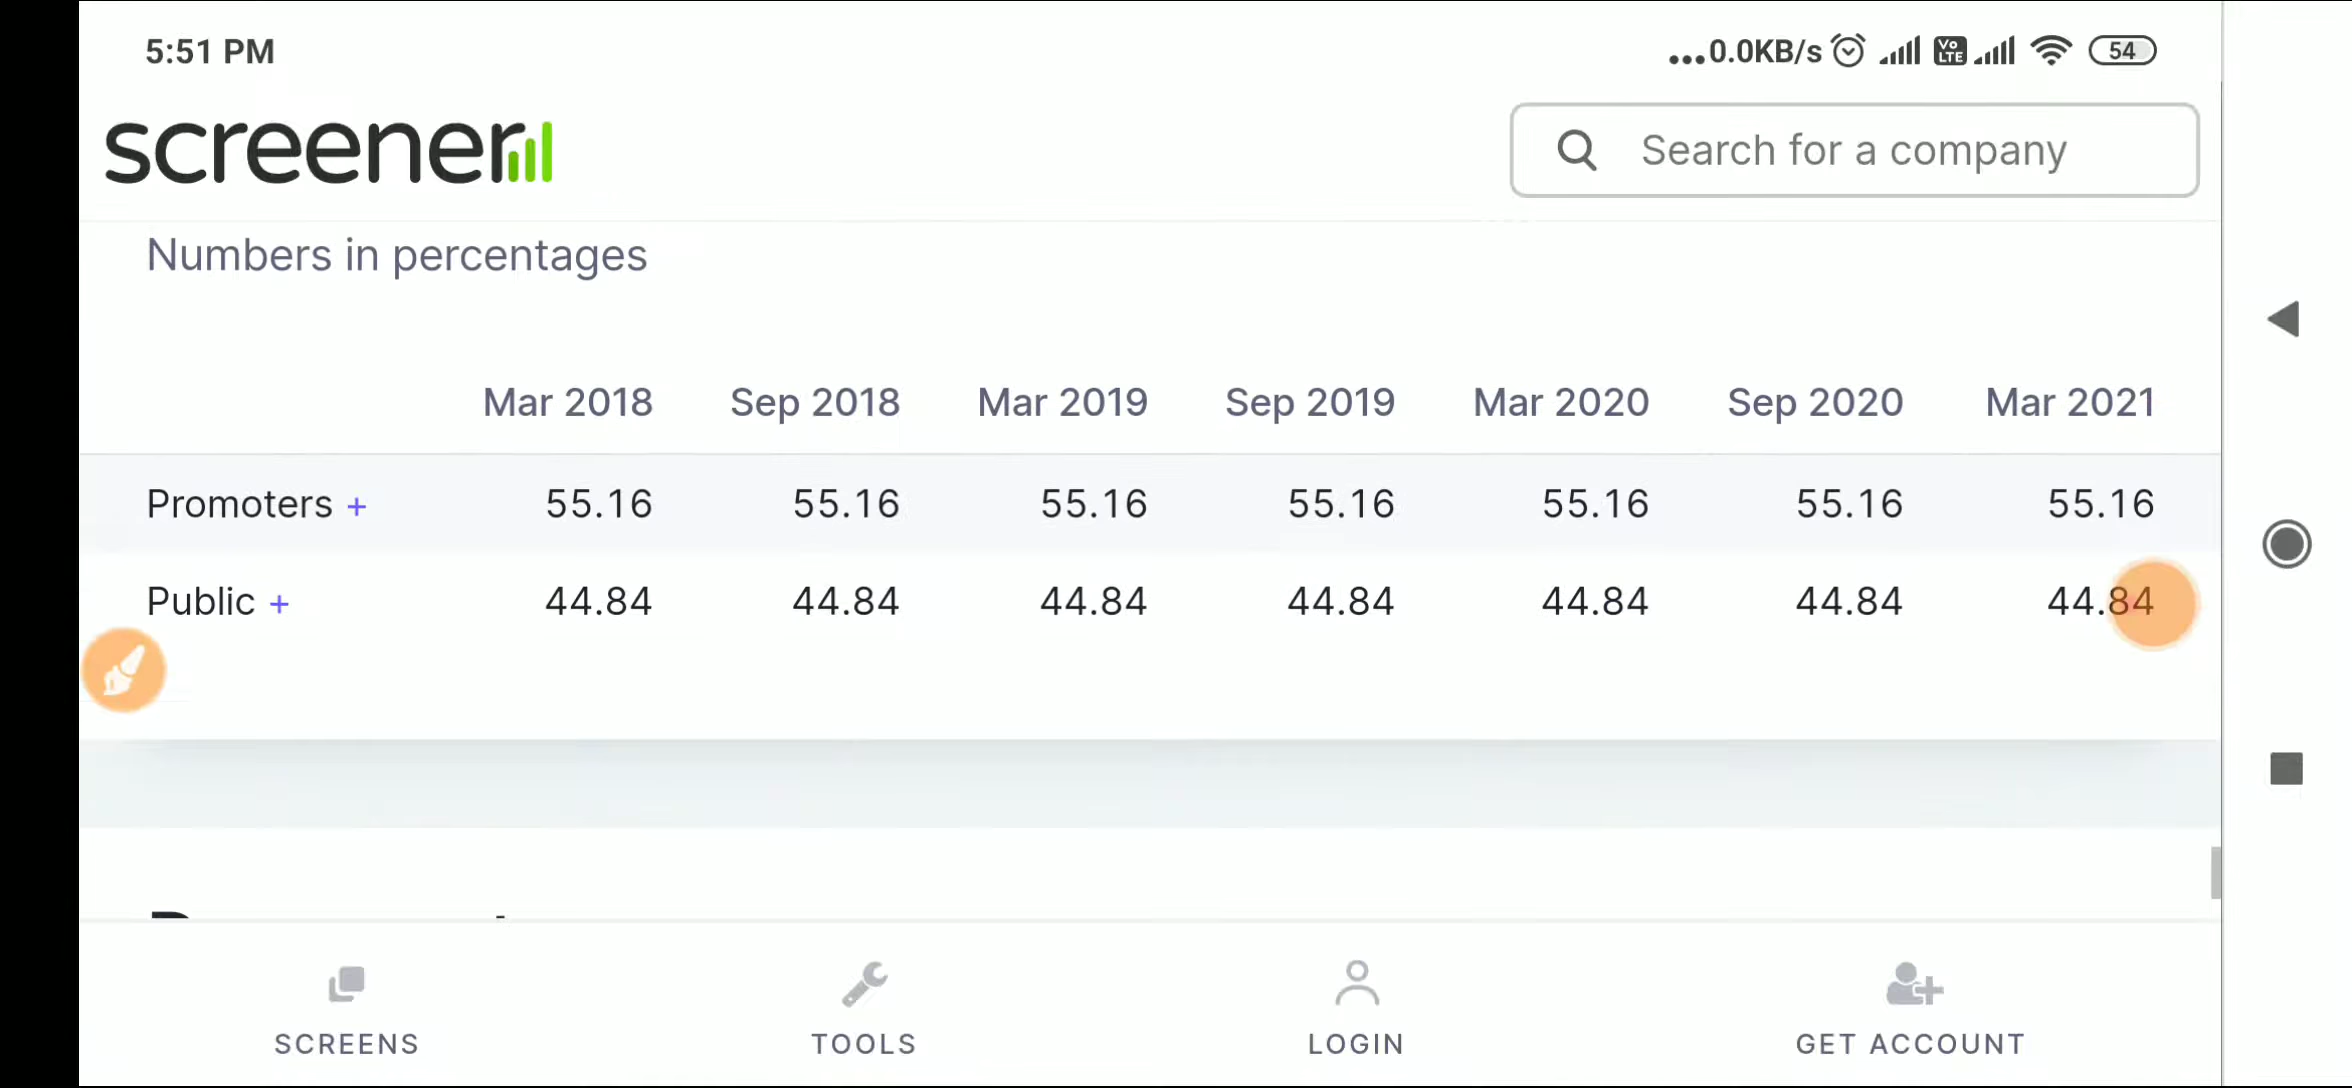 5:51 PM ...0.0KB/s Vo LTE 54
screener Search for a company
Numbers in percentages
Mar 2018 Sep 2018 Mar 2019 Sep 2019 Mar 2020 Sep 2020 Mar 2021
Promoters + 55.16 55.16 55.16 55.16 55.16 55.16 55.16
Public + 44.84 44.84 44.84 44.84 44.84 44.84 44.84
SCREENS TOOLS LOGIN GET ACCOUNT